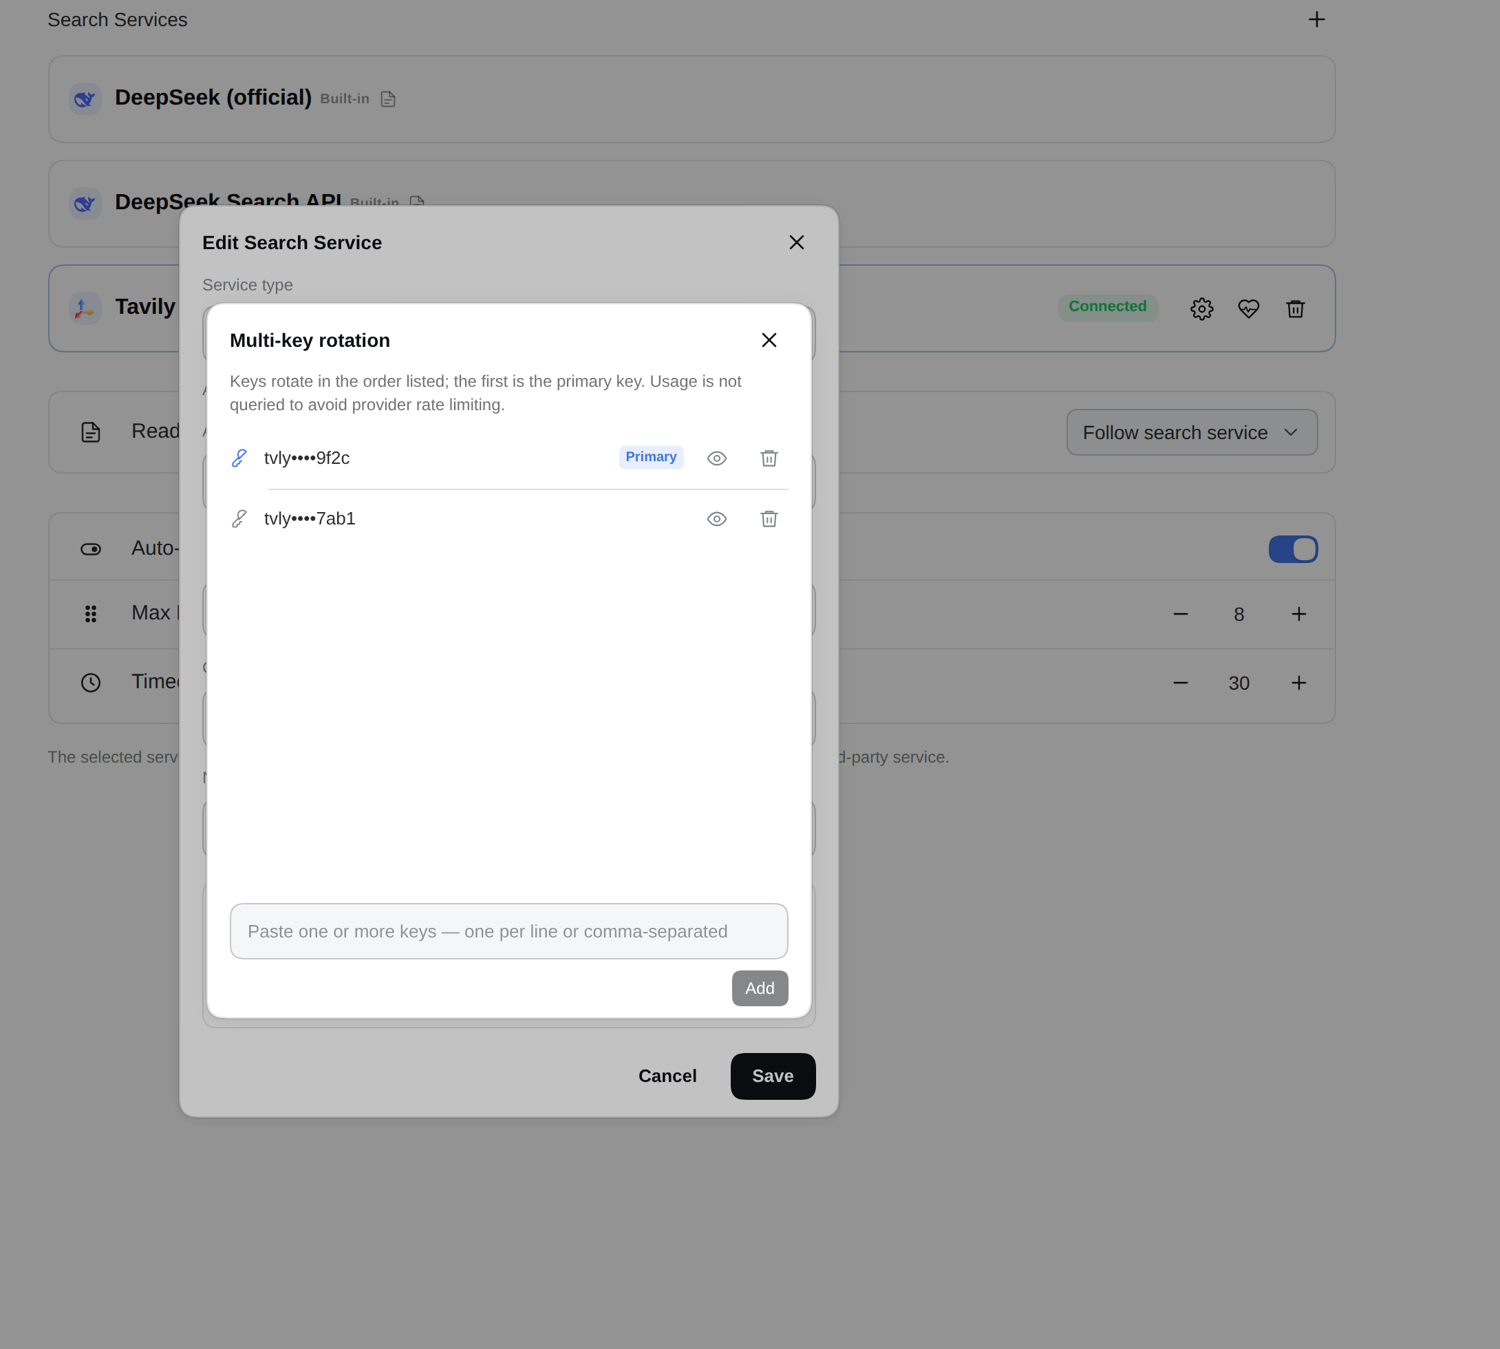 Search Services
DeepSeek (official) Built-in
DeepSeek Search API Built-in
Edit Search Service
Service type
Tavily
Connected
Multi-key rotation
Keys rotate in the order listed; the first is the primary key. Usage is not
queried to avoid provider rate limiting.
Read
Follow search service
tvly••••9f2c
Primary
tvly••••7ab1
Auto-
Max
8
30
The selected
d-party service.
Paste one or more keys — one per line or comma-separated
Add
Cancel
Save